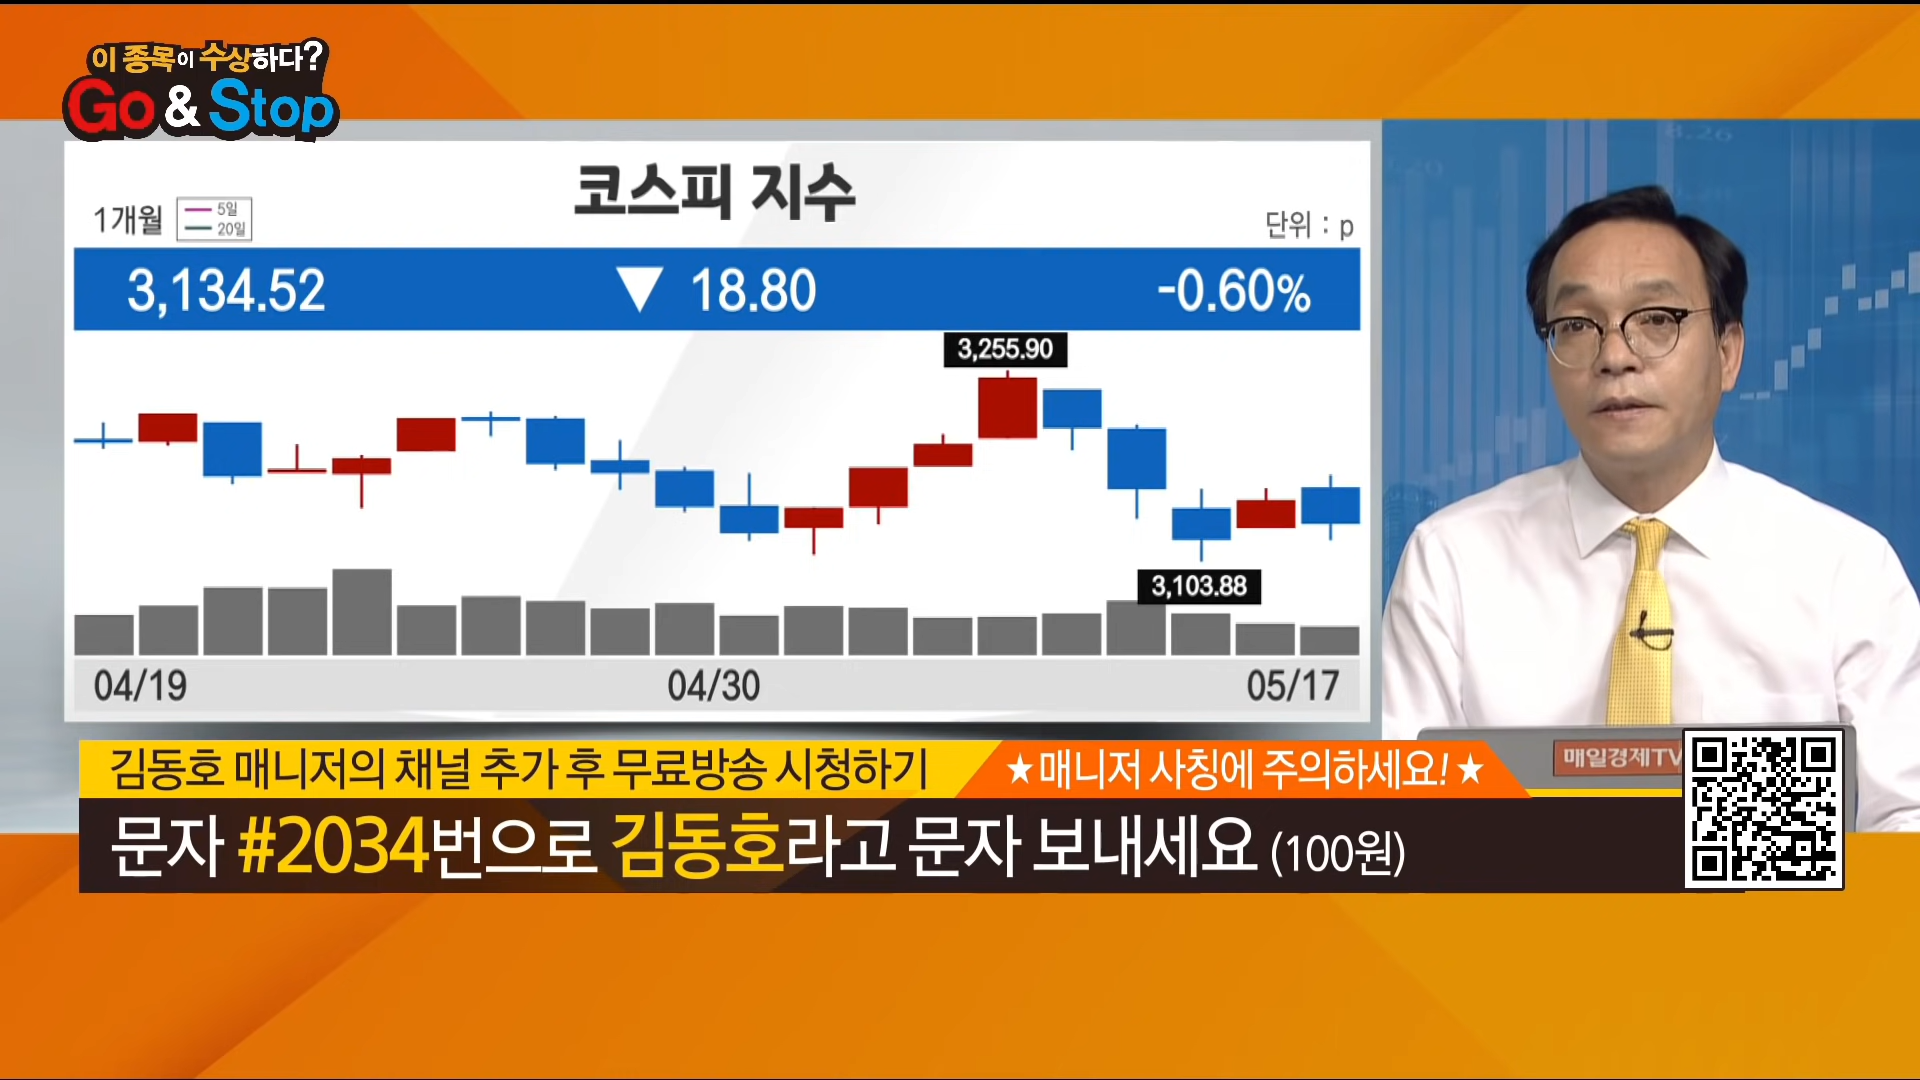 이 종목이 수상하다?
Go & Stop
코스피 지수
1개월
5일
20일
단위 : p
3,134.52 ▼ 18.80 -0.60%
3,255.90
3,103.88
04/19 04/30 05/17
8.26
매일경제TV
김동호 매니저의 채널 추가 후 무료방송 시청하기
★매니저 사칭에 주의하세요!★
문자 #2034번으로 김동호라고 문자 보내세요 (100원)